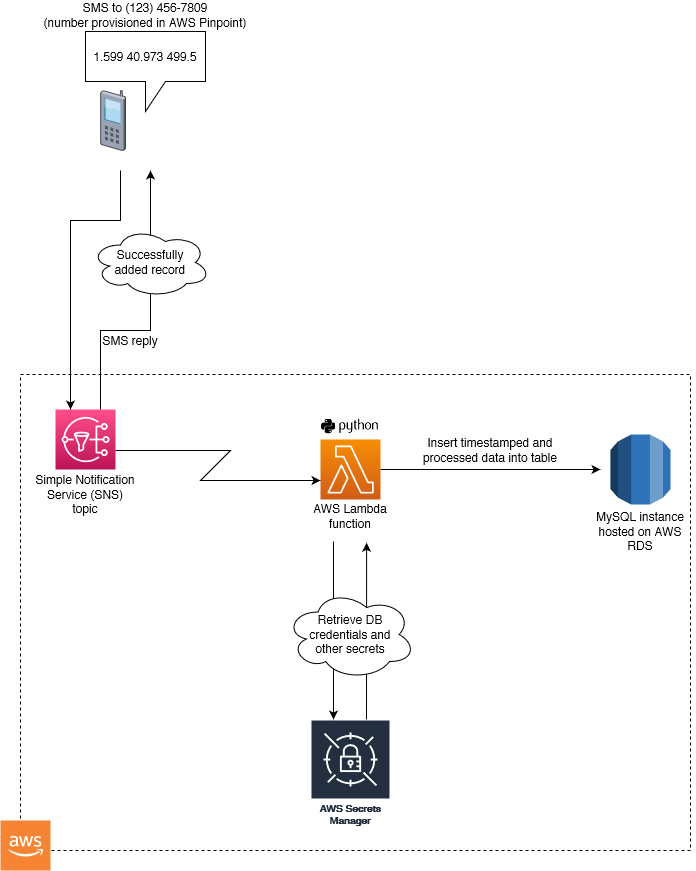 SMS to (123) 456-7809
(number provisioned in AWS Pinpoint)
1.599 40.973 499.5
Successfully
added record
SMS reply
Simple Notification
Service (SNS)
topic
python
AWS Lambda
function
Insert timestamped and
processed data into table
MySQL instance
hosted on AWS
RDS
Retrieve DB
credentials and
other secrets
AWS Secrets
Manager
aws